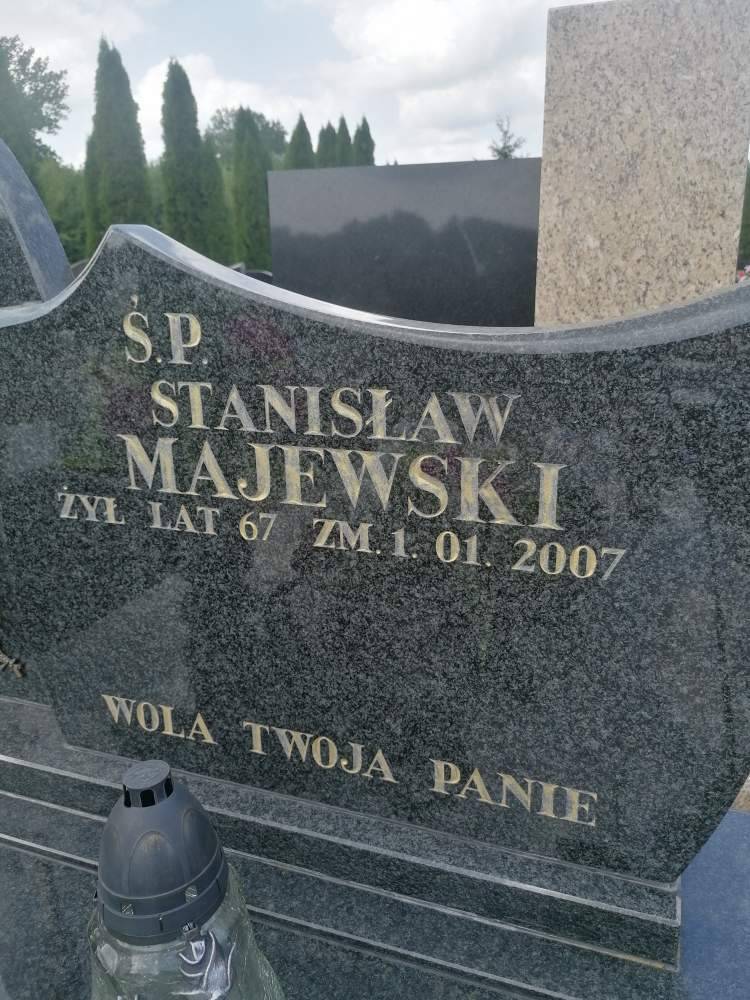 Ś.P.
STANISŁAW
MAJEWSKI
ŻYŁ LAT 67 ZM. 1. 01. 2007
WOLA TWOJA PANIE